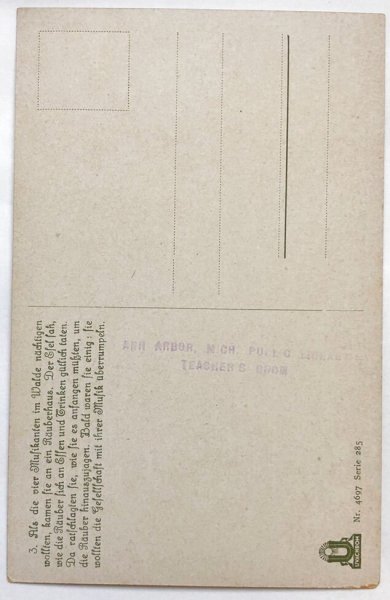 3. Als die vier Musikanten im Walde nächtigen
wollten, kamen sie an ein Räuberhaus. Der Esel sah,
wie die Räuber sich an Essen und Trinken gütlich taten.
Da ratschlagten sie, wie sie es anfangen müßten, um
die Räuber hinauszujagen. Bald waren sie einig: sie
wollten die Gesellschaft mit ihrer Musik überrumpeln.
ANN ARBOR, MICH. PUBLIC
TEACHER'S ROOM
Nr. 4697 Serie 285
UVACHROM